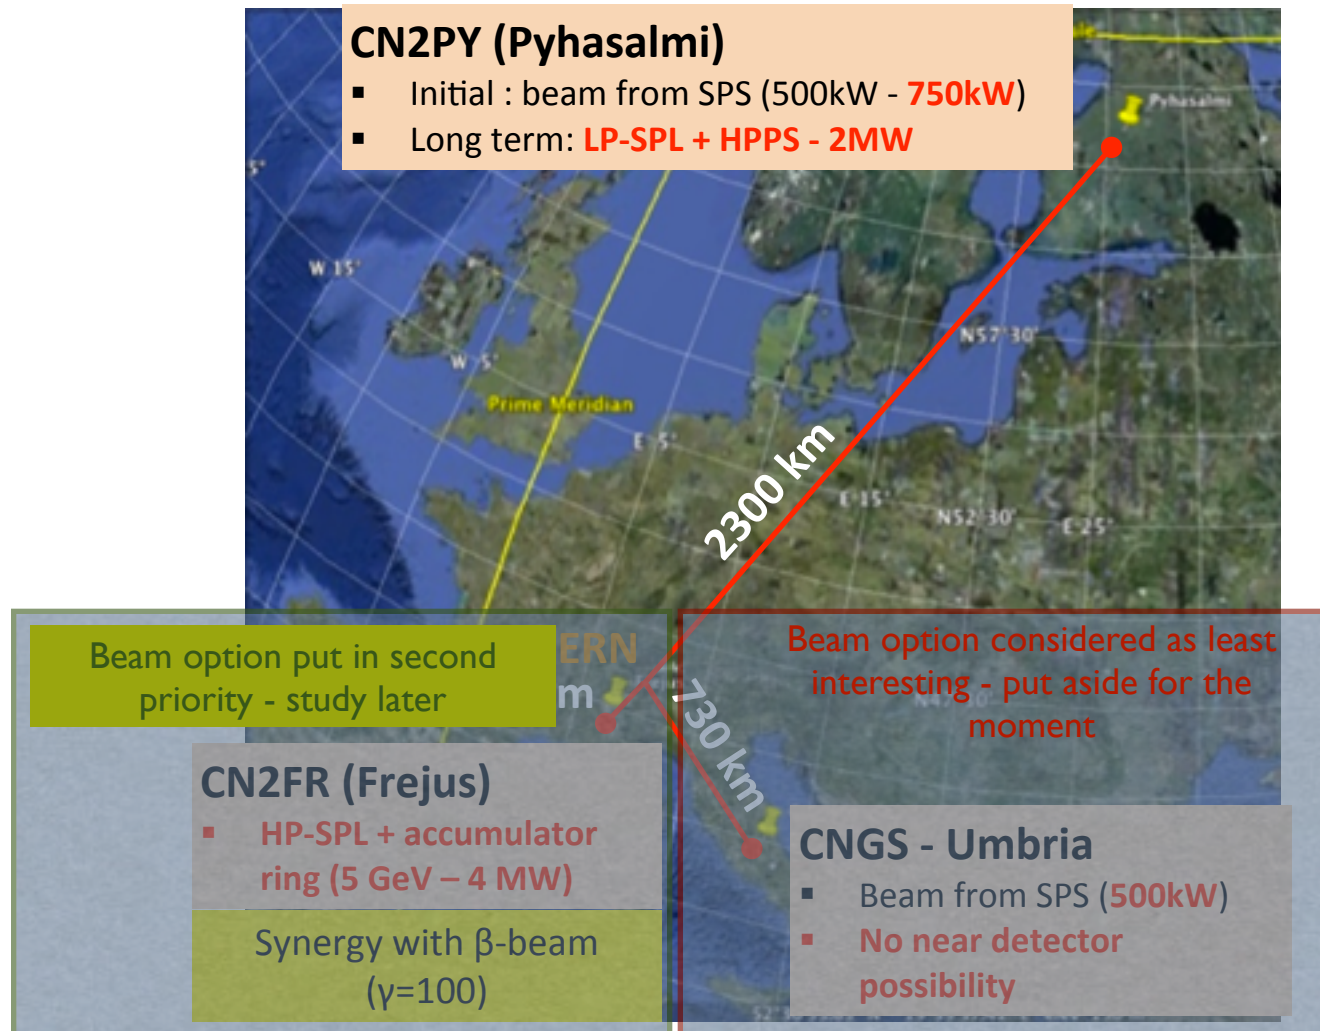 CN2PY (Pyhasalmi)
▪ Initial : beam from SPS (500kW - 750kW)
▪ Long term: LP-SPL + HPPS - 2MW
Pyhasalmi
W 15°
N57°30'
W 5°
Prime Meridian
E 5°
2300 km
E 15°
N52°30'
E 25°
Beam option put in second
priority - study later
ERN
m
730 km
Beam option considered as least
interesting - put aside for the
moment
CN2FR (Frejus)
▪ HP-SPL + accumulator
ring (5 GeV – 4 MW)
Synergy with β-beam
(γ=100)
CNGS - Umbria
▪ Beam from SPS (500kW)
▪ No near detector
possibility